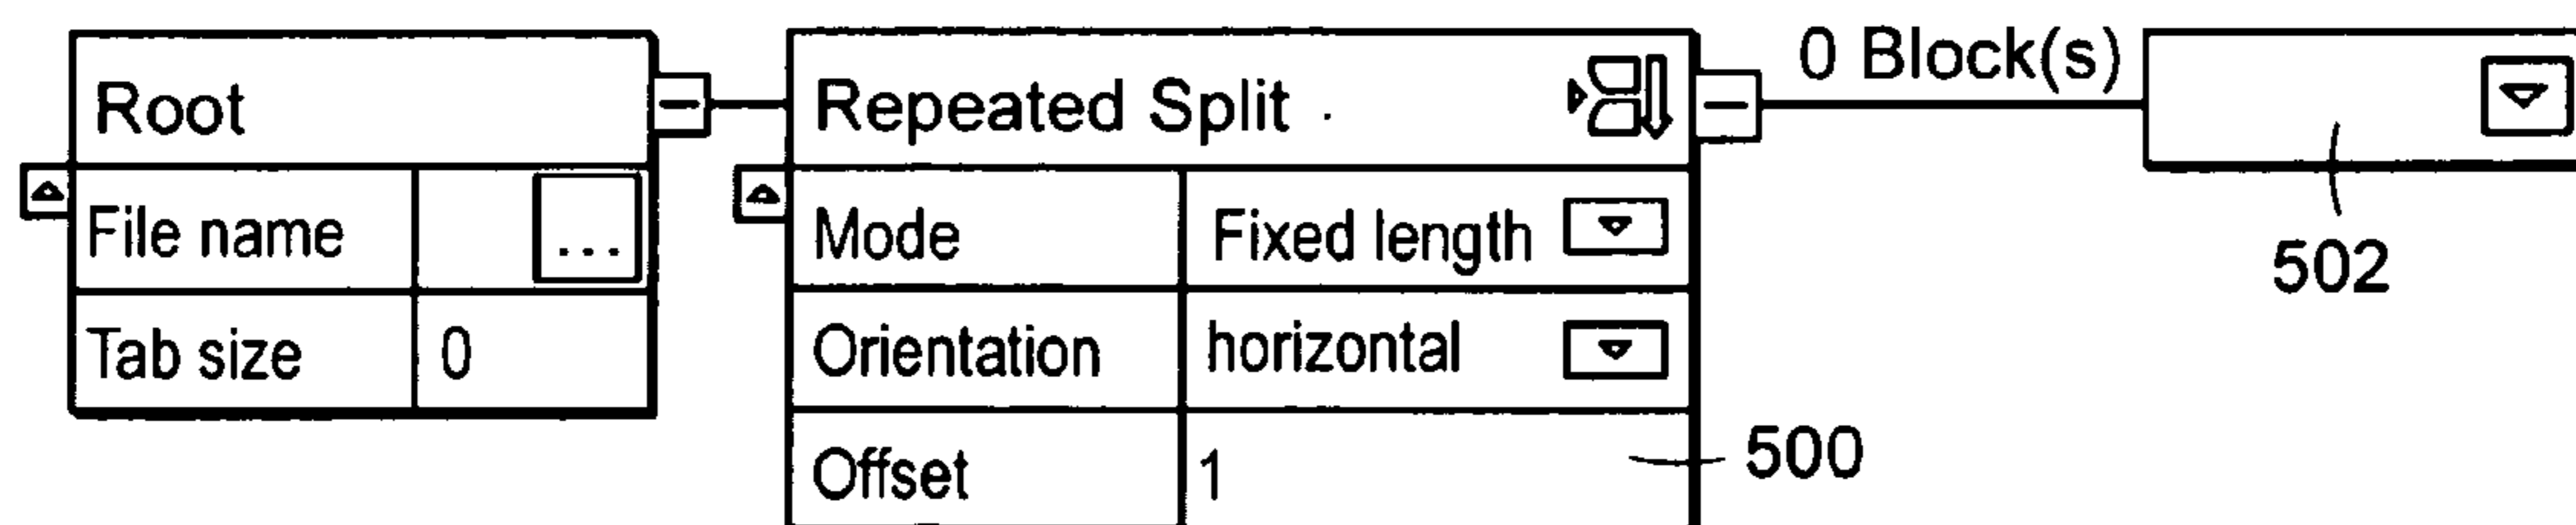 Root
File name ...
Tab size 0
Repeated Split
Mode Fixed length
Orientation horizontal
Offset 1
500
0 Block(s)
502